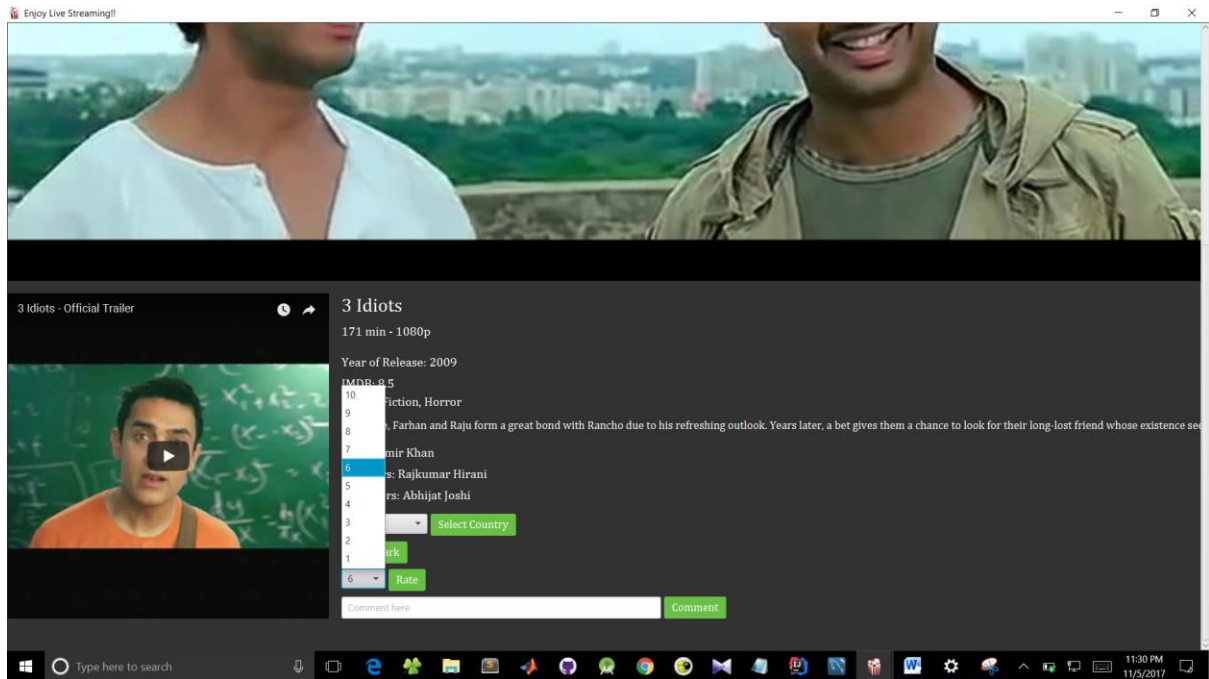 Enjoy Live Streaming!!
3 Idiots - Official Trailer
3 Idiots
171 min - 1080p
Year of Release: 2009
IMDB: 8.5
Fiction, Horror
, Farhan and Raju form a great bond with Rancho due to his refreshing outlook. Years later, a bet gives them a chance to look for their long-lost friend whose existence see
mir Khan
rs: Rajkumar Hirani
rs: Abhijat Joshi
10
9
8
7
6
5
4
3
2
1
Select Country
ark
6
Rate
Comment here
Comment
Type here to search
11:30 PM
11/5/2017